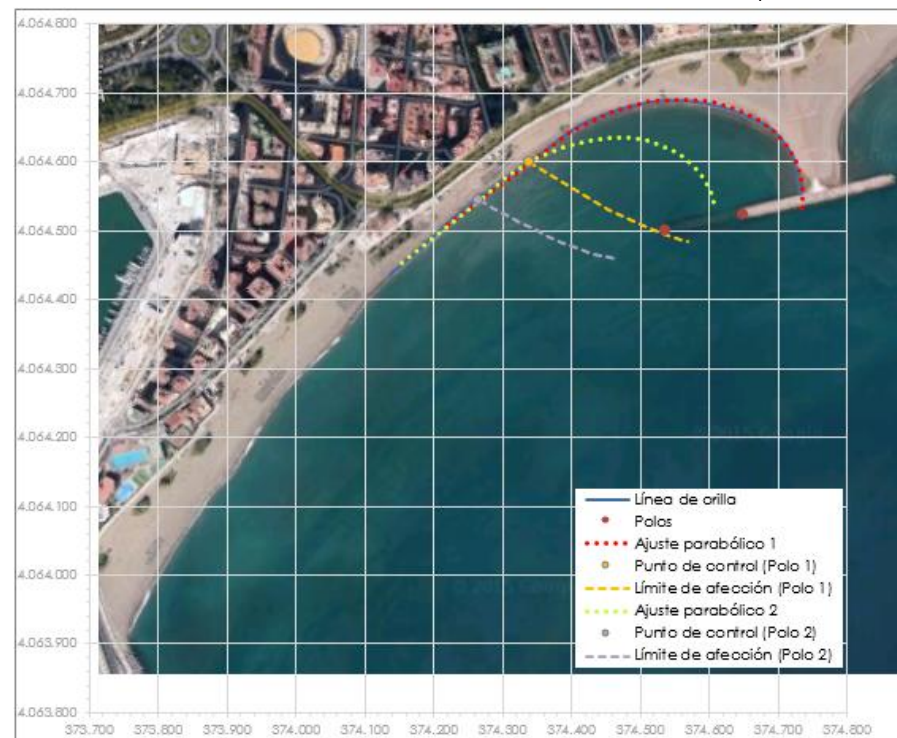 4.064.800
4.064.700
4.064.600
4.064.500
4.064.400
4.064.300
4.064.200
4.064.100
4.064.000
4.063.900
4.063.800
Línea de orilla
Polos
Ajuste parabólico 1
Punto de control (Polo 1)
Límite de afección (Polo 1)
Ajuste parabólico 2
Punto de control (Polo 2)
Límite de afección (Polo 2)
373.700 373.800 373.900 374.000 374.100 374.200 374.300 374.400 374.500 374.600 374.700 374.800